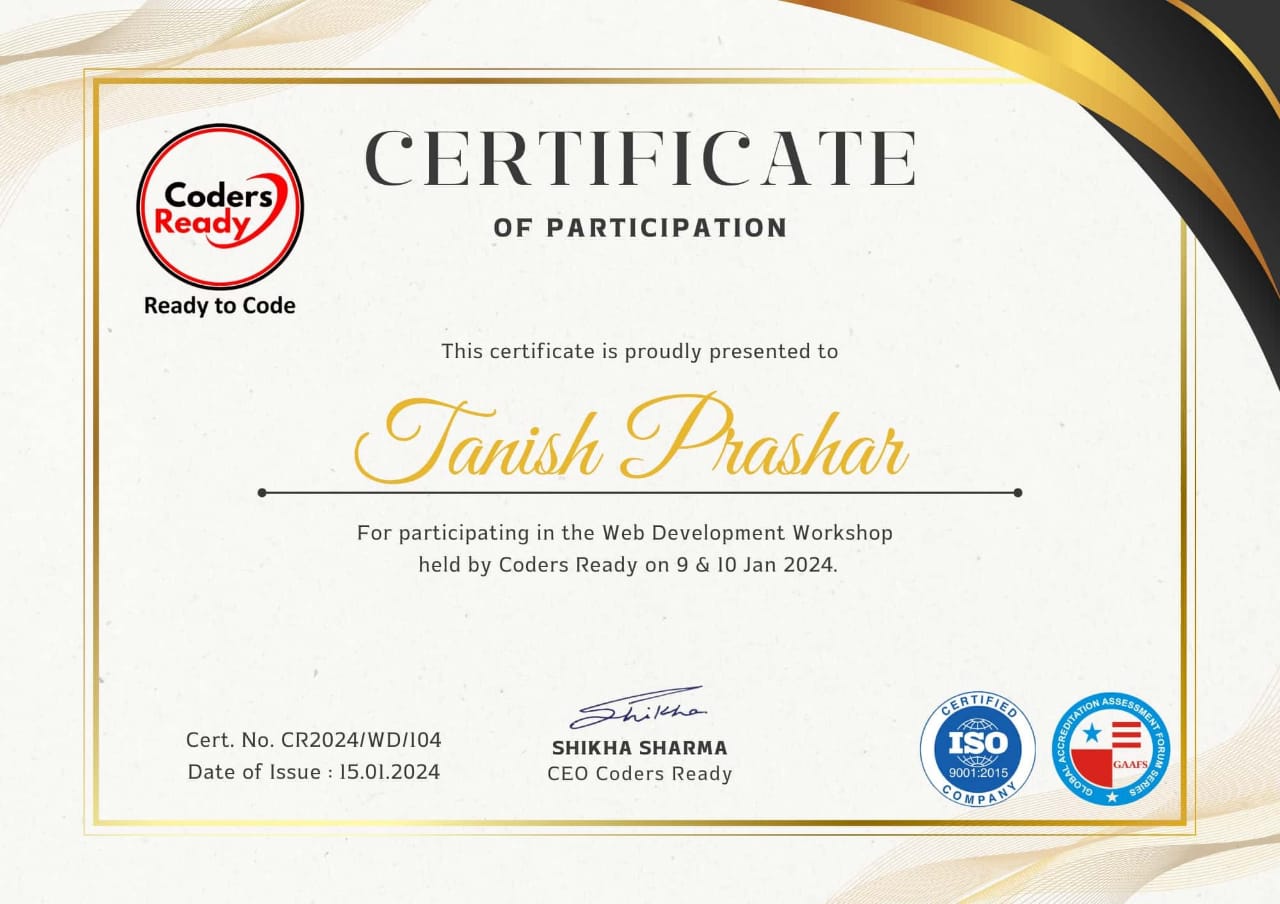 Coders
Ready
Ready to Code
CERTIFICATE
OF PARTICIPATION
This certificate is proudly presented to
Tanish Prashar
For participating in the Web Development Workshop
held by Coders Ready on 9 & 10 Jan 2024.
Cert. No. CR2024/WD/104
Date of Issue : 15.01.2024
Shikha
SHIKHA SHARMA
CEO Coders Ready
CERTIFIED
ISO
9001:2015
COMPANY
GLOBAL ACCREDITATION ASSESSMENT FORUM SERIES
GAAFS